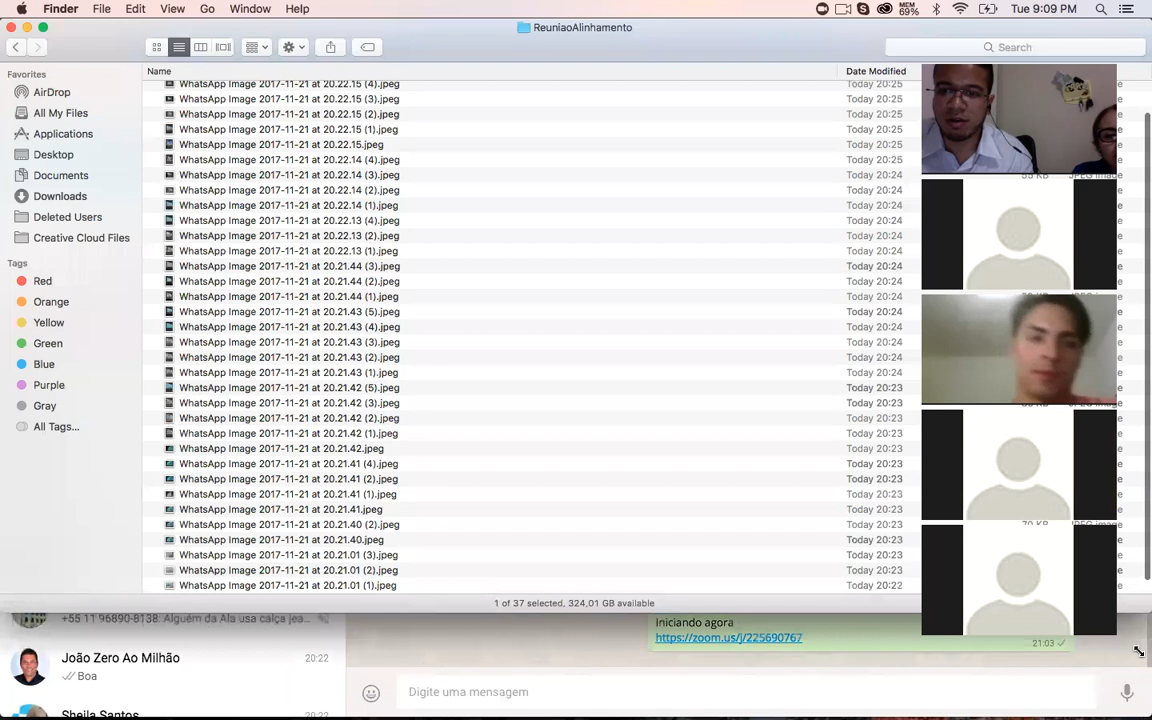 Finder File Edit View Go Window Help MEM 69% Tue 9:09 PM
ReuniaoAlinhamento
Search
Favorites
AirDrop
All My Files
Applications
Desktop
Documents
Downloads
Deleted Users
Creative Cloud Files
Tags
Red
Orange
Yellow
Green
Blue
Purple
Gray
All Tags...
Name Date Modified
WhatsApp Image 2017-11-21 at 20.22.15 (4).jpeg Today 20:25
WhatsApp Image 2017-11-21 at 20.22.15 (3).jpeg Today 20:25
WhatsApp Image 2017-11-21 at 20.22.15 (2).jpeg Today 20:25
WhatsApp Image 2017-11-21 at 20.22.15 (1).jpeg Today 20:25
WhatsApp Image 2017-11-21 at 20.22.15.jpeg Today 20:25
WhatsApp Image 2017-11-21 at 20.22.14 (4).jpeg Today 20:25
WhatsApp Image 2017-11-21 at 20.22.14 (3).jpeg Today 20:24 55 KB JPEG image
WhatsApp Image 2017-11-21 at 20.22.14 (2).jpeg Today 20:24
WhatsApp Image 2017-11-21 at 20.22.14 (1).jpeg Today 20:24
WhatsApp Image 2017-11-21 at 20.22.13 (4).jpeg Today 20:24
WhatsApp Image 2017-11-21 at 20.22.13 (2).jpeg Today 20:24
WhatsApp Image 2017-11-21 at 20.22.13 (1).jpeg Today 20:24
WhatsApp Image 2017-11-21 at 20.21.44 (3).jpeg Today 20:24
WhatsApp Image 2017-11-21 at 20.21.44 (2).jpeg Today 20:24
WhatsApp Image 2017-11-21 at 20.21.44 (1).jpeg Today 20:24
WhatsApp Image 2017-11-21 at 20.21.43 (5).jpeg Today 20:24
WhatsApp Image 2017-11-21 at 20.21.43 (4).jpeg Today 20:24
WhatsApp Image 2017-11-21 at 20.21.43 (3).jpeg Today 20:24
WhatsApp Image 2017-11-21 at 20.21.43 (2).jpeg Today 20:24
WhatsApp Image 2017-11-21 at 20.21.43 (1).jpeg Today 20:24
WhatsApp Image 2017-11-21 at 20.21.42 (5).jpeg Today 20:23
WhatsApp Image 2017-11-21 at 20.21.42 (3).jpeg Today 20:23
WhatsApp Image 2017-11-21 at 20.21.42 (2).jpeg Today 20:23
WhatsApp Image 2017-11-21 at 20.21.42 (1).jpeg Today 20:23
WhatsApp Image 2017-11-21 at 20.21.42.jpeg Today 20:23
WhatsApp Image 2017-11-21 at 20.21.41 (4).jpeg Today 20:23
WhatsApp Image 2017-11-21 at 20.21.41 (2).jpeg Today 20:23
WhatsApp Image 2017-11-21 at 20.21.41 (1).jpeg Today 20:23
WhatsApp Image 2017-11-21 at 20.21.41.jpeg Today 20:23
WhatsApp Image 2017-11-21 at 20.21.40 (2).jpeg Today 20:23 70 KB JPEG image
WhatsApp Image 2017-11-21 at 20.21.40.jpeg Today 20:23
WhatsApp Image 2017-11-21 at 20.21.01 (3).jpeg Today 20:23
WhatsApp Image 2017-11-21 at 20.21.01 (2).jpeg Today 20:23
WhatsApp Image 2017-11-21 at 20.21.01 (1).jpeg Today 20:22
1 of 37 selected, 324,01 GB available
+55 11 96890-8138: Alguém da Ala usa calça jea...
João Zero Ao Milhão 20:22
Boa
Sheila Santos 20:22
Iniciando agora
https://zoom.us/j/225690767
21:03
Digite uma mensagem